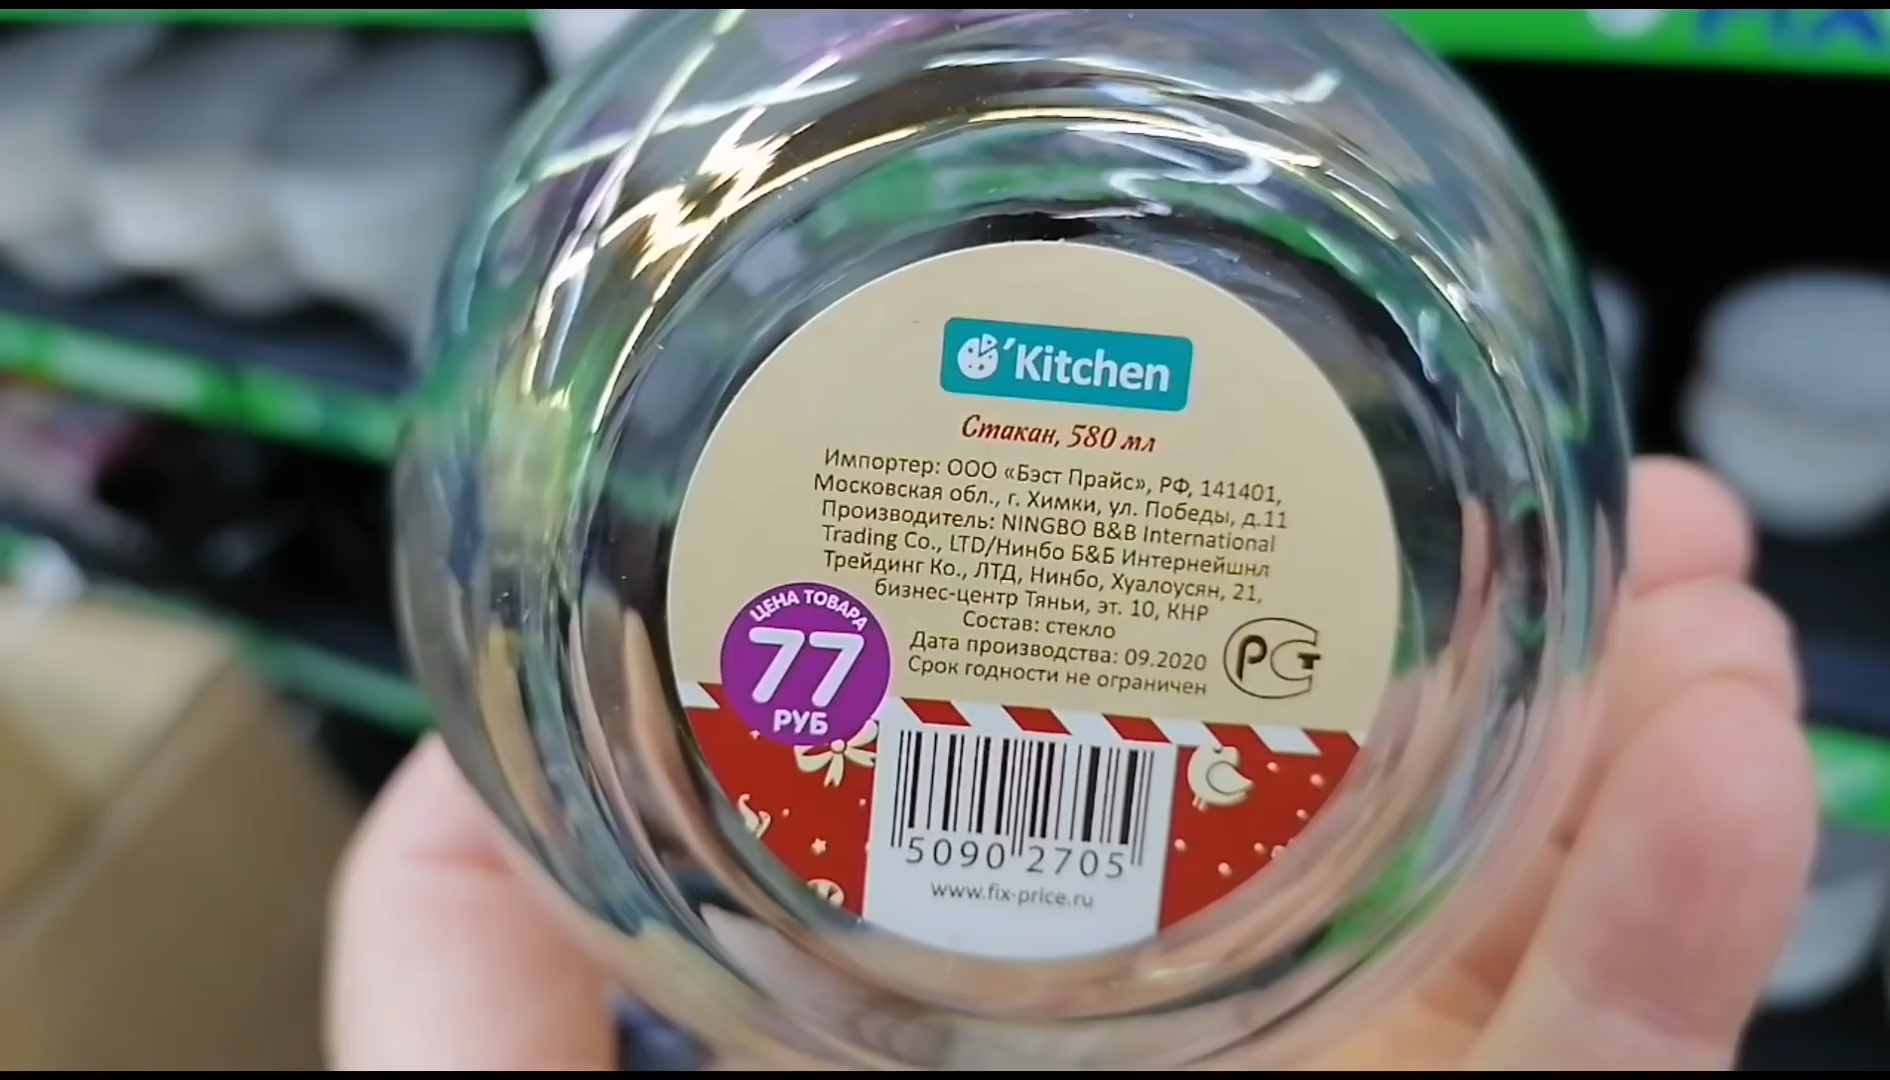 'Kitchen
Стакан, 580 мл
Импортер: ООО «Бэст Прайс», РФ, 141401,
Московская обл., г. Химки, ул. Победы, д.11
Производитель: NINGBO B&B International
Trading Co., LTD/Нинбо Б&Б Интернейшнл
Трейдинг Ко., ЛТД, Нинбо, Хуалоусян, 21,
бизнес-центр Тяньи, эт. 10, КНР
Состав: стекло
Дата производства: 09.2020
Срок годности не ограничен
РСТ
ЦЕНА ТОВАРА
77
РУБ
5090 2705
www.fix-price.ru